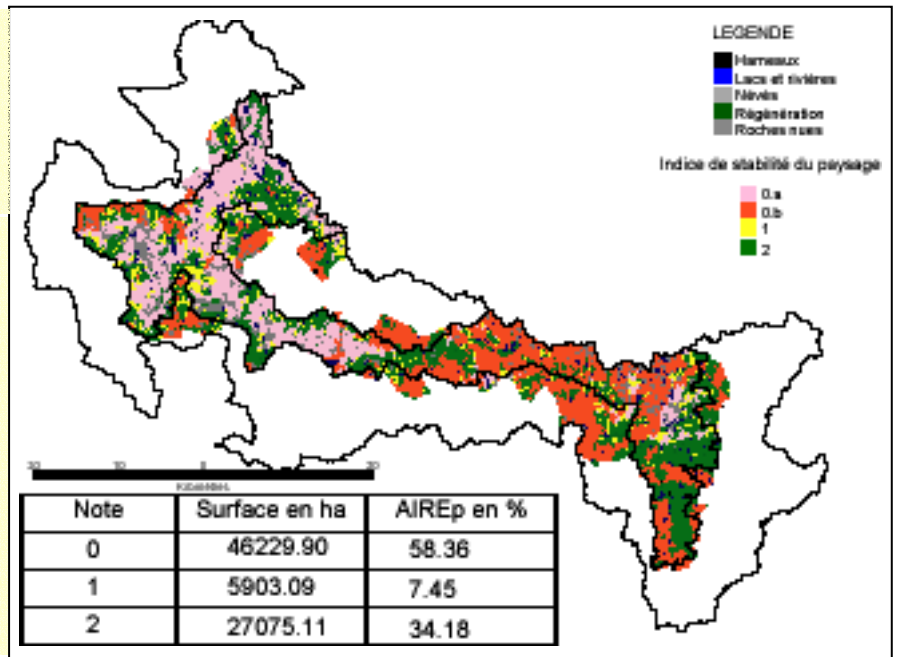 LEGENDE
Hameaux
Lacs et rivières
Névés
Régénération
Roches nues
Indice de stabilité du paysage
0.a
0.b
1
2
10
Kilomètres
Note Surface en ha AIREp en %
0 46229.90 58.36
1 5903.09 7.45
2 27075.11 34.18